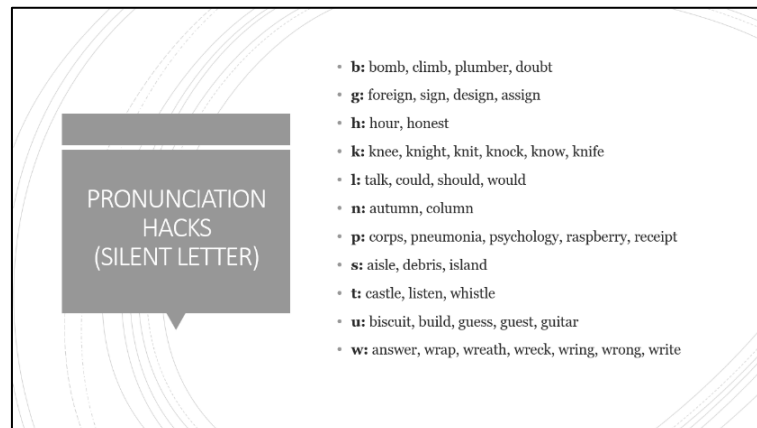 PRONUNCIATION
HACKS
(SILENT LETTER)
• b: bomb, climb, plumber, doubt
• g: foreign, sign, design, assign
• h: hour, honest
• k: knee, knight, knit, knock, know, knife
• l: talk, could, should, would
• n: autumn, column
• p: corps, pneumonia, psychology, raspberry, receipt
• s: aisle, debris, island
• t: castle, listen, whistle
• u: biscuit, build, guess, guest, guitar
• w: answer, wrap, wreath, wreck, wring, wrong, write